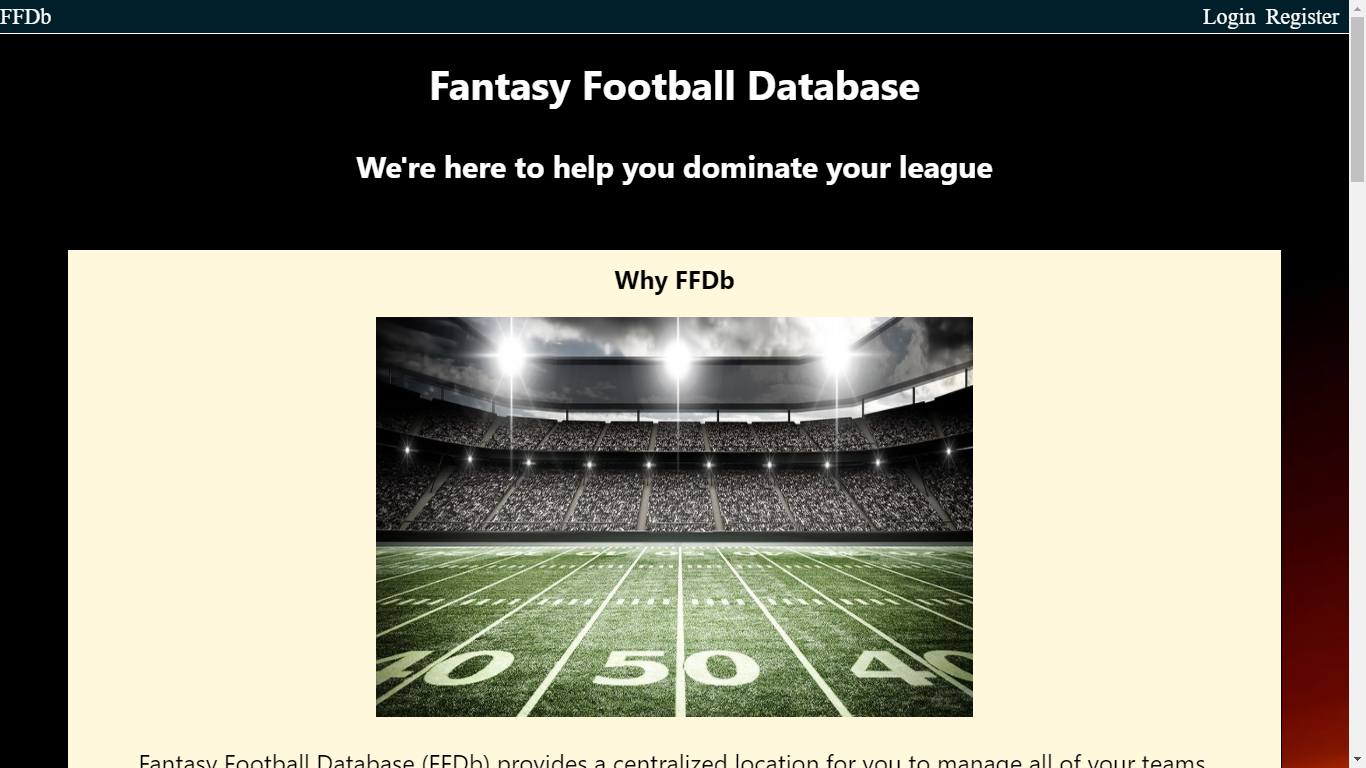 FFDb
Login Register
Fantasy Football Database
We're here to help you dominate your league
Why FFDb
40 50 40
Fantasy Football Database (FFDb) provides a centralized location for you to manage all of your teams